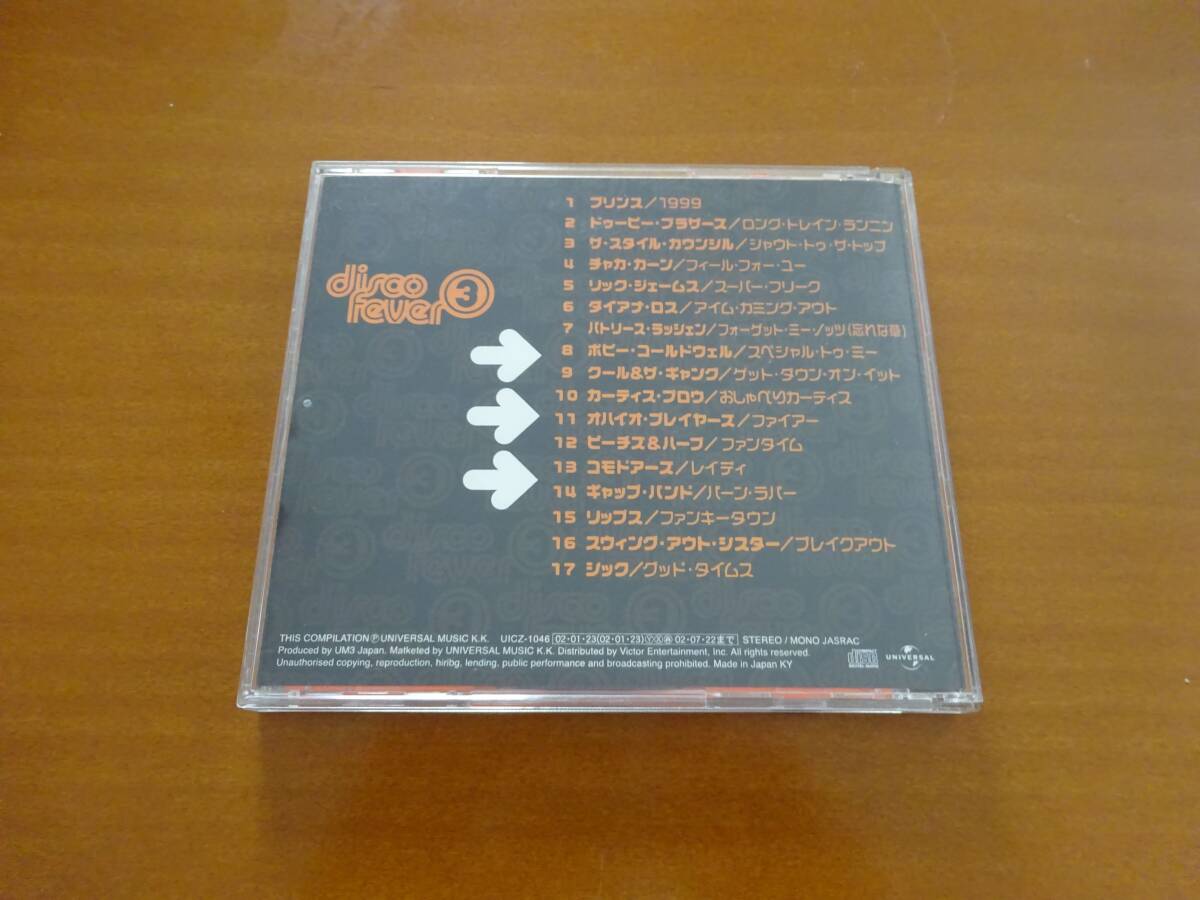 disco
fever 3
1 プリンス/1999
2 ドゥービー・ブラザーズ/ロング・トレイン・ランニン
3 ザ・スタイル・カウンシル/シャウト・トゥ・ザ・トップ
4 チャカ・カーン/フィール・フォー・ユー
5 リック・ジェームス/スーパー・フリーク
6 ダイアナ・ロス/アイム・カミング・アウト
7 パトリース・ラッシェン/フォーゲット・ミー・ノッツ(忘れな草)
8 ボビー・コールドウェル/スペシャル・トゥ・ミー
9 クール&ザ・ギャング/ゲット・ダウン・オン・イット
10 カーティス・ブロウ/おしゃべりカーティス
11 オハイオ・プレイヤーズ/ファイアー
12 ピーチス&ハーブ/ファンタイム
13 コモドアーズ/レイディ
14 ギャップ・バンド/バーン・ラバー
15 リップス/ファンキータウン
16 スウィング・アウト・シスター/ブレイクアウト
17 シック/グッド・タイムス
THIS COMPILATION Ⓟ UNIVERSAL MUSIC K.K. UICZ-1046 02・01・23(02・01・23)ⓎⓍ㊢02・07・22まで STEREO / MONO JASRAC
Produced by UM3 Japan. Matketed by UNIVERSAL MUSIC K.K. Distributed by Victor Entertainment, Inc. All rights reserved.
Unauthorised copying, reproduction, hiribg, lending, public performance and broadcasting prohibited. Made in Japan KY
disc
UNIVERSAL